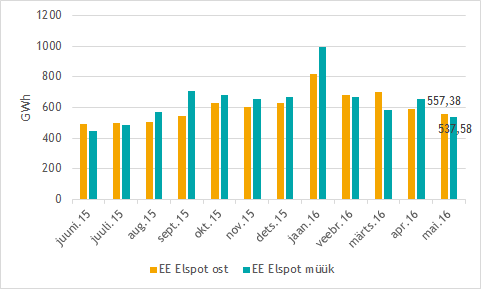 1200
1000
800
600
400
200
0
GWh
557,38
537,58
juuni.15
juuli.15
aug.15
sept.15
okt.15
nov.15
dets.15
jaan.16
veebr.16
märts.16
apr.16
mai.16
EE Elspot ost
EE Elspot müük